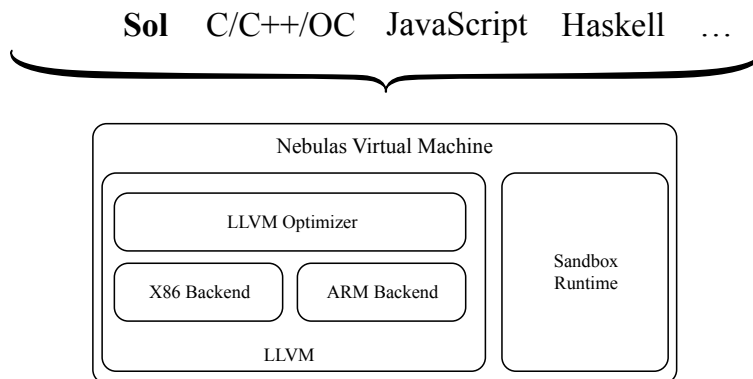 Sol C/C++/OC JavaScript Haskell …
Nebulas Virtual Machine
LLVM Optimizer
X86 Backend ARM Backend
LLVM
Sandbox
Runtime